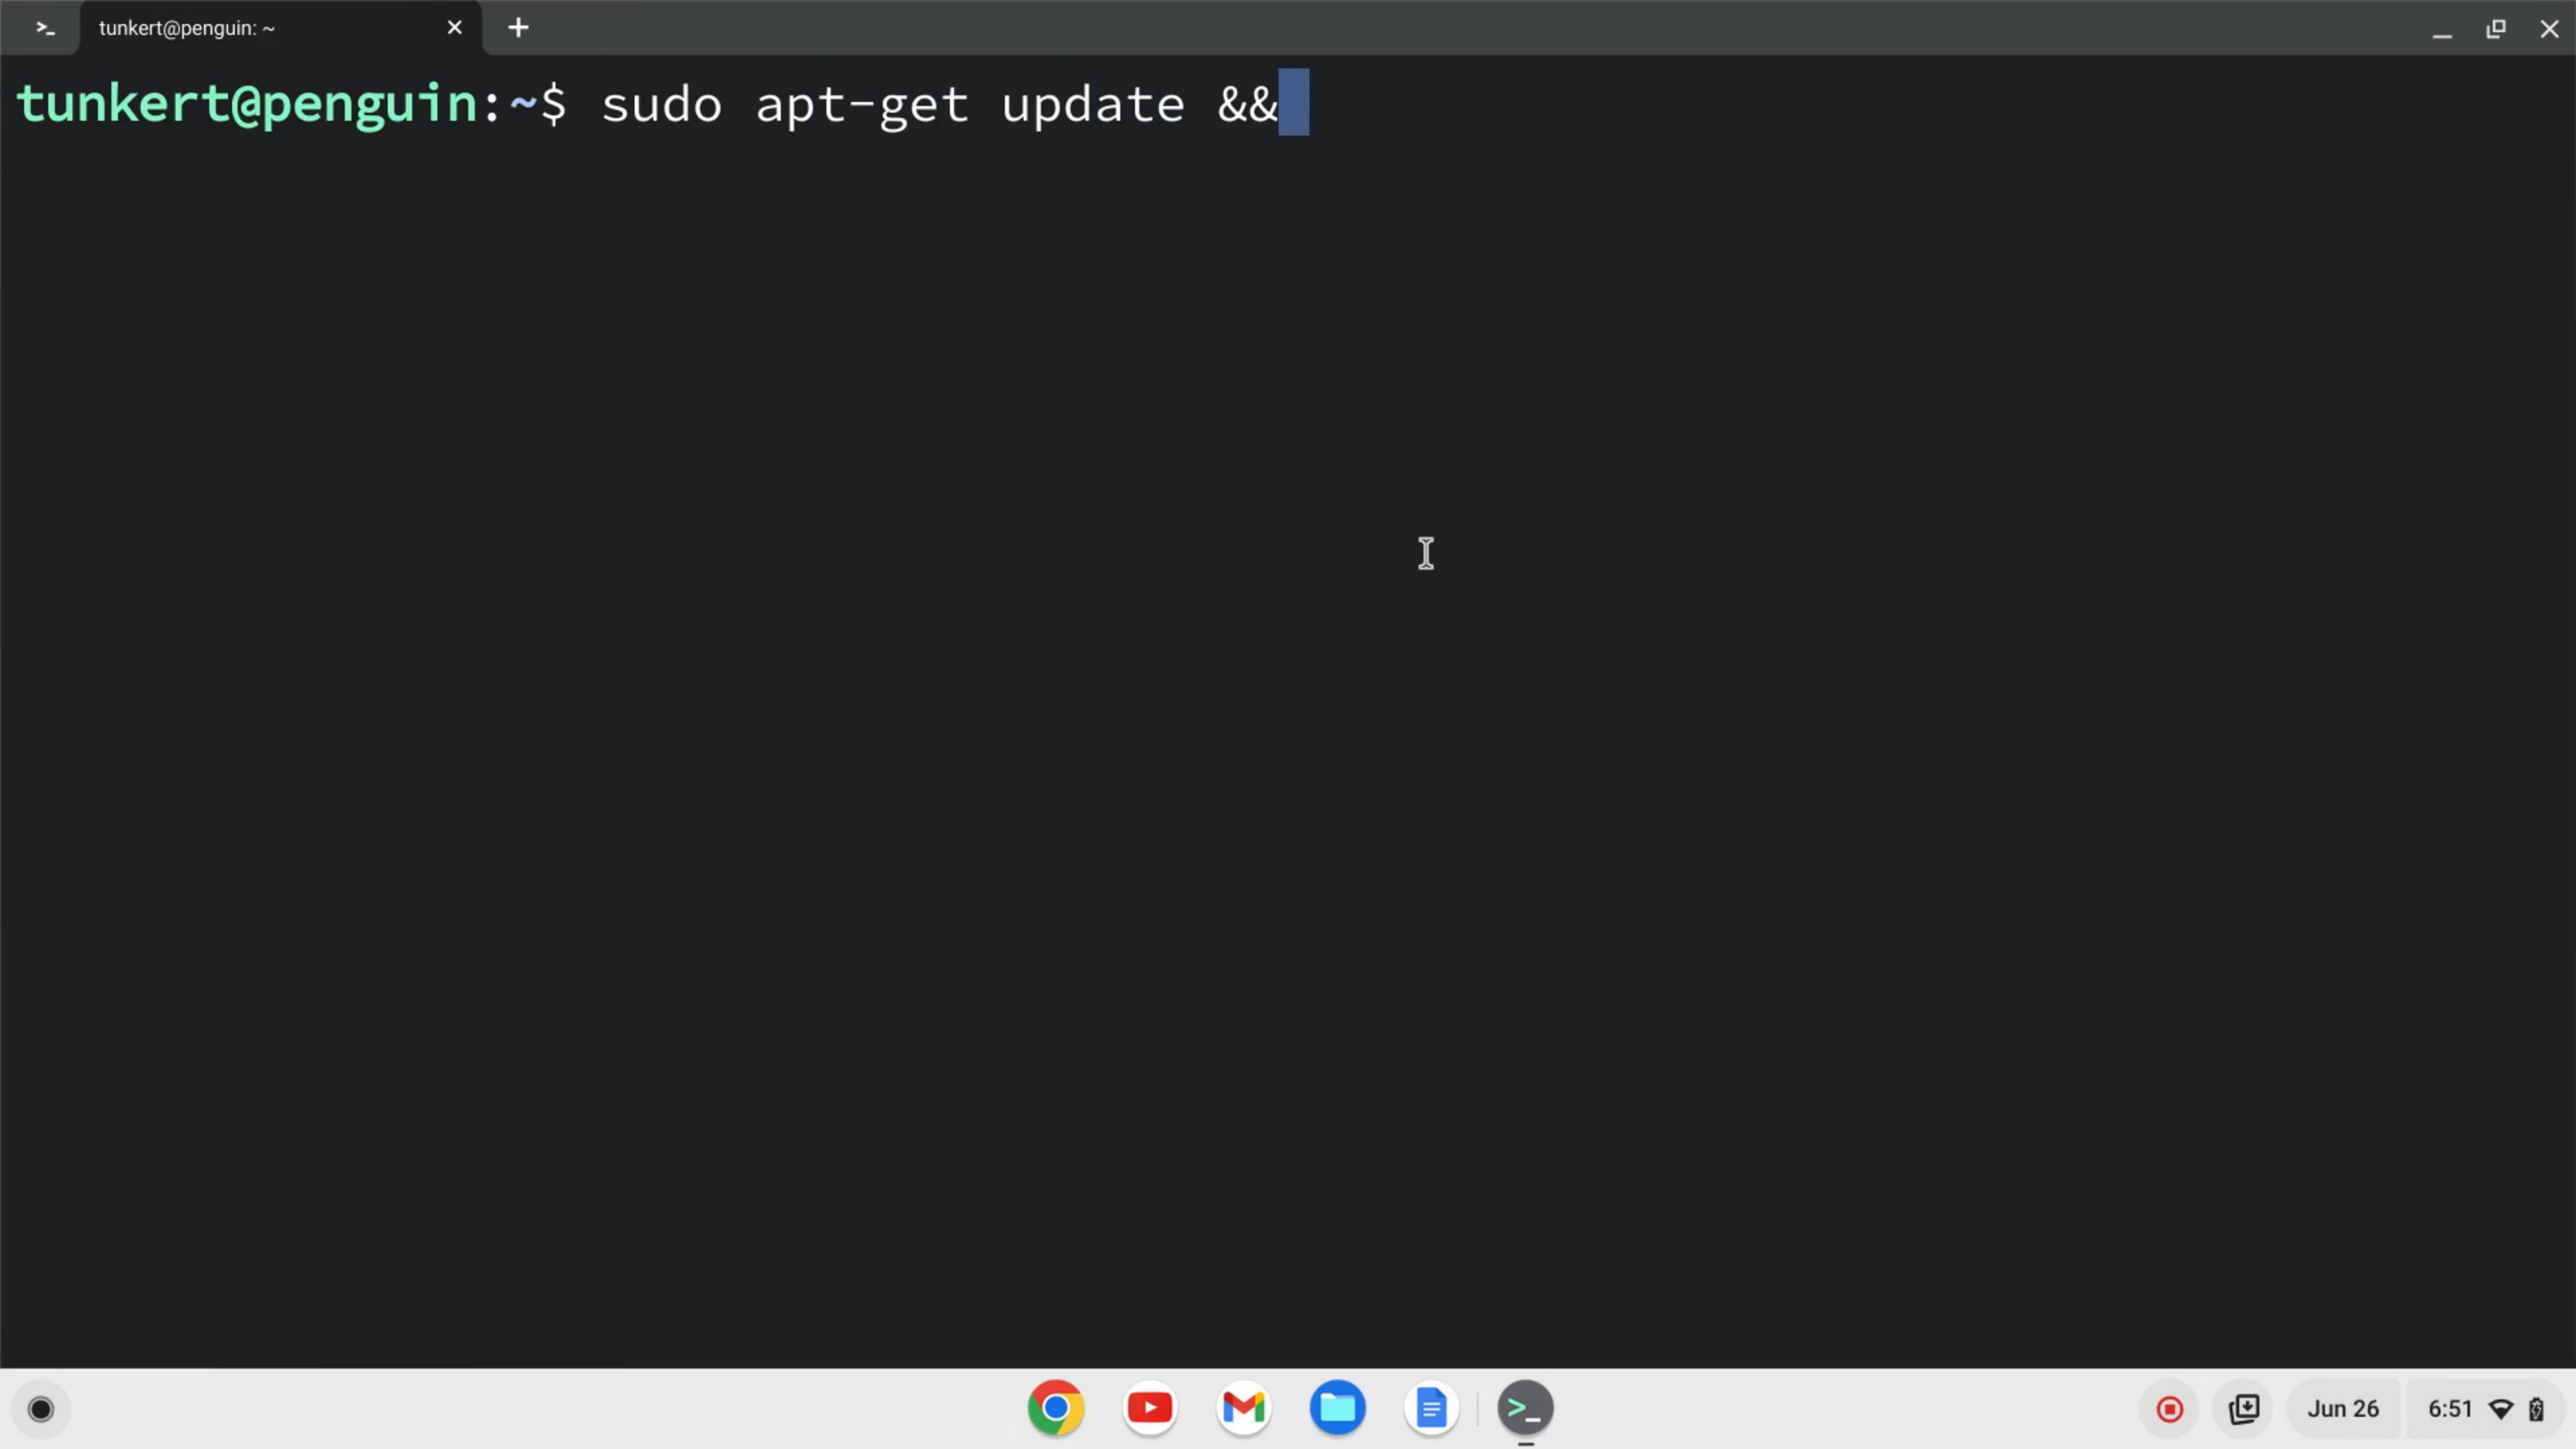 >_ tunkert@penguin: ~
tunkert@penguin:~$ sudo apt-get update &&
>_ Jun 26 6:51